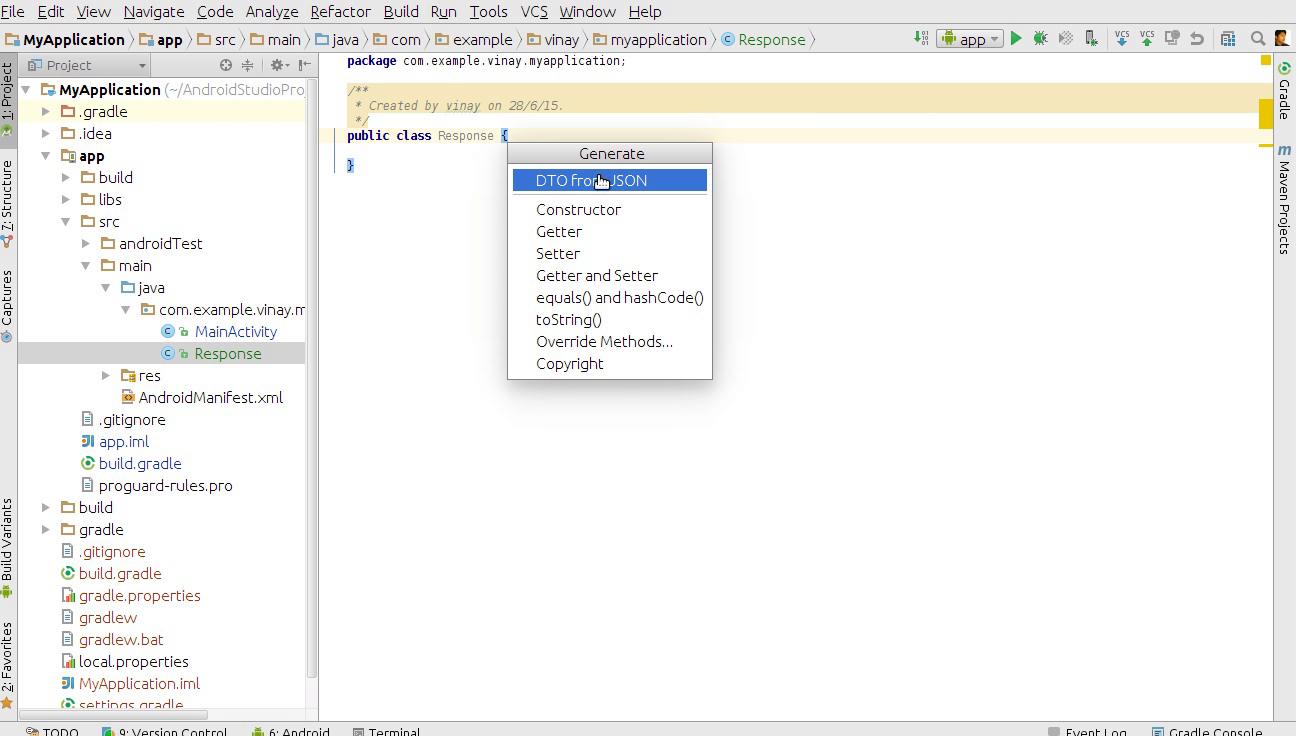 File Edit View Navigate Code Analyze Refactor Build Run Tools VCS Window Help
MyApplication app src main java com example vinay myapplication Response app VCS VCS
Project
1: Project
7: Structure
Captures
Build Variants
2: Favorites
MyApplication (~/AndroidStudioPro
.gradle
.idea
app
build
libs
src
androidTest
main
java
com.example.vinay.m
MainActivity
Response
res
AndroidManifest.xml
.gitignore
app.iml
build.gradle
proguard-rules.pro
build
gradle
.gitignore
build.gradle
gradle.properties
gradlew
gradlew.bat
local.properties
MyApplication.iml
settings.gradle
package com.example.vinay.myapplication;
/**
* Created by vinay on 28/6/15.
*/
public class Response {
}
Generate
DTO from JSON
Constructor
Getter
Setter
Getter and Setter
equals() and hashCode()
toString()
Override Methods...
Copyright
Gradle
m
Maven Projects
TODO 9: Version Control 6: Android Terminal Event Log Gradle Console